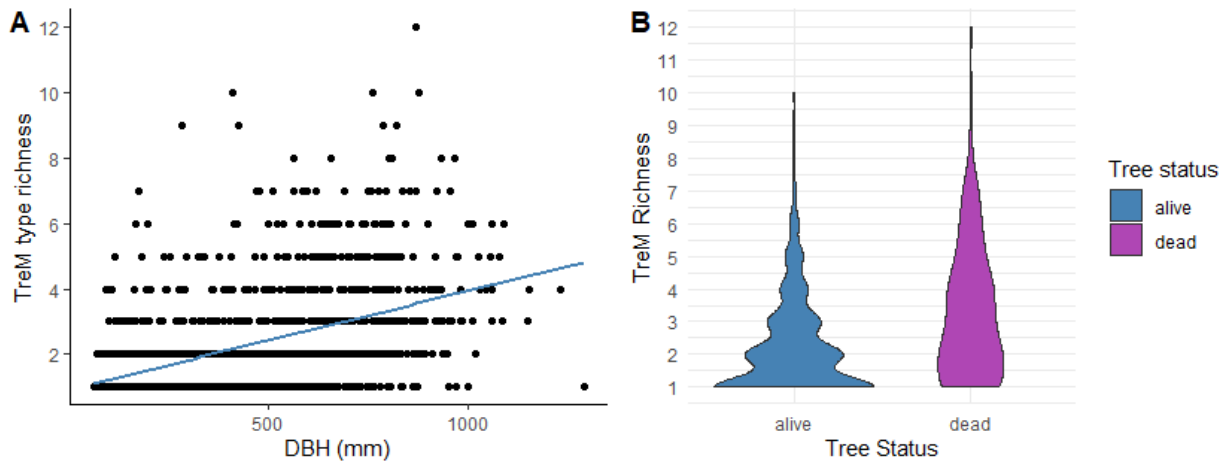 A
TreM type richness
12
10
8
6
4
2
500
1000
DBH (mm)
B
TreM Richness
12
10
9
8
7
6
5
4
3
2
1
alive
dead
Tree Status
Tree status
alive
dead